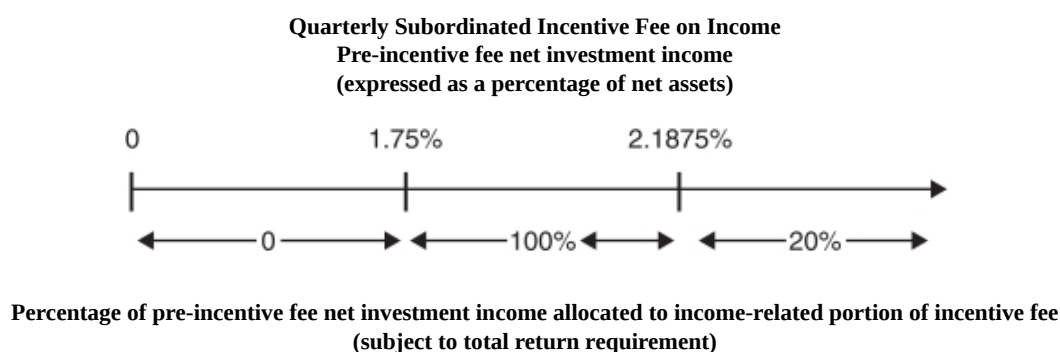 Quarterly Subordinated Incentive Fee on Income
Pre-incentive fee net investment income
(expressed as a percentage of net assets)
0 1.75% 2.1875%
0 100% 20%
Percentage of pre-incentive fee net investment income allocated to income-related portion of incentive fee
(subject to total return requirement)